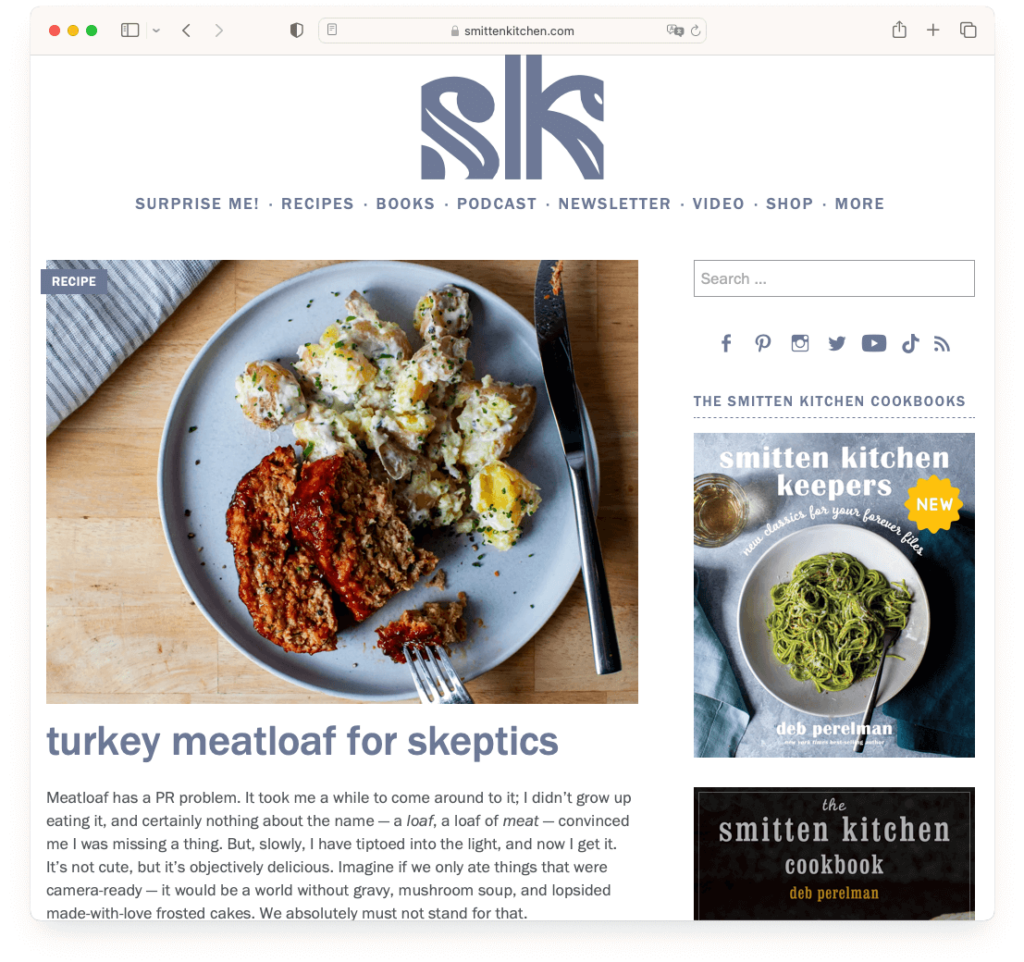 smittenkitchen.com
sk
SURPRISE ME! · RECIPES · BOOKS · PODCAST · NEWSLETTER · VIDEO · SHOP · MORE
RECIPE
turkey meatloaf for skeptics
Meatloaf has a PR problem. It took me a while to come around to it; I didn’t grow up
eating it, and certainly nothing about the name — a loaf, a loaf of meat — convinced
me I was missing a thing. But, slowly, I have tiptoed into the light, and now I get it.
It’s not cute, but it’s objectively delicious. Imagine if we only ate things that were
camera-ready — it would be a world without gravy, mushroom soup, and lopsided
made-with-love frosted cakes. We absolutely must not stand for that.
Search ...
THE SMITTEN KITCHEN COOKBOOKS
smitten kitchen
keepers
NEW
new classics for your forever files
deb perelman
new york times best-selling author
the
smitten kitchen
cookbook
deb perelman